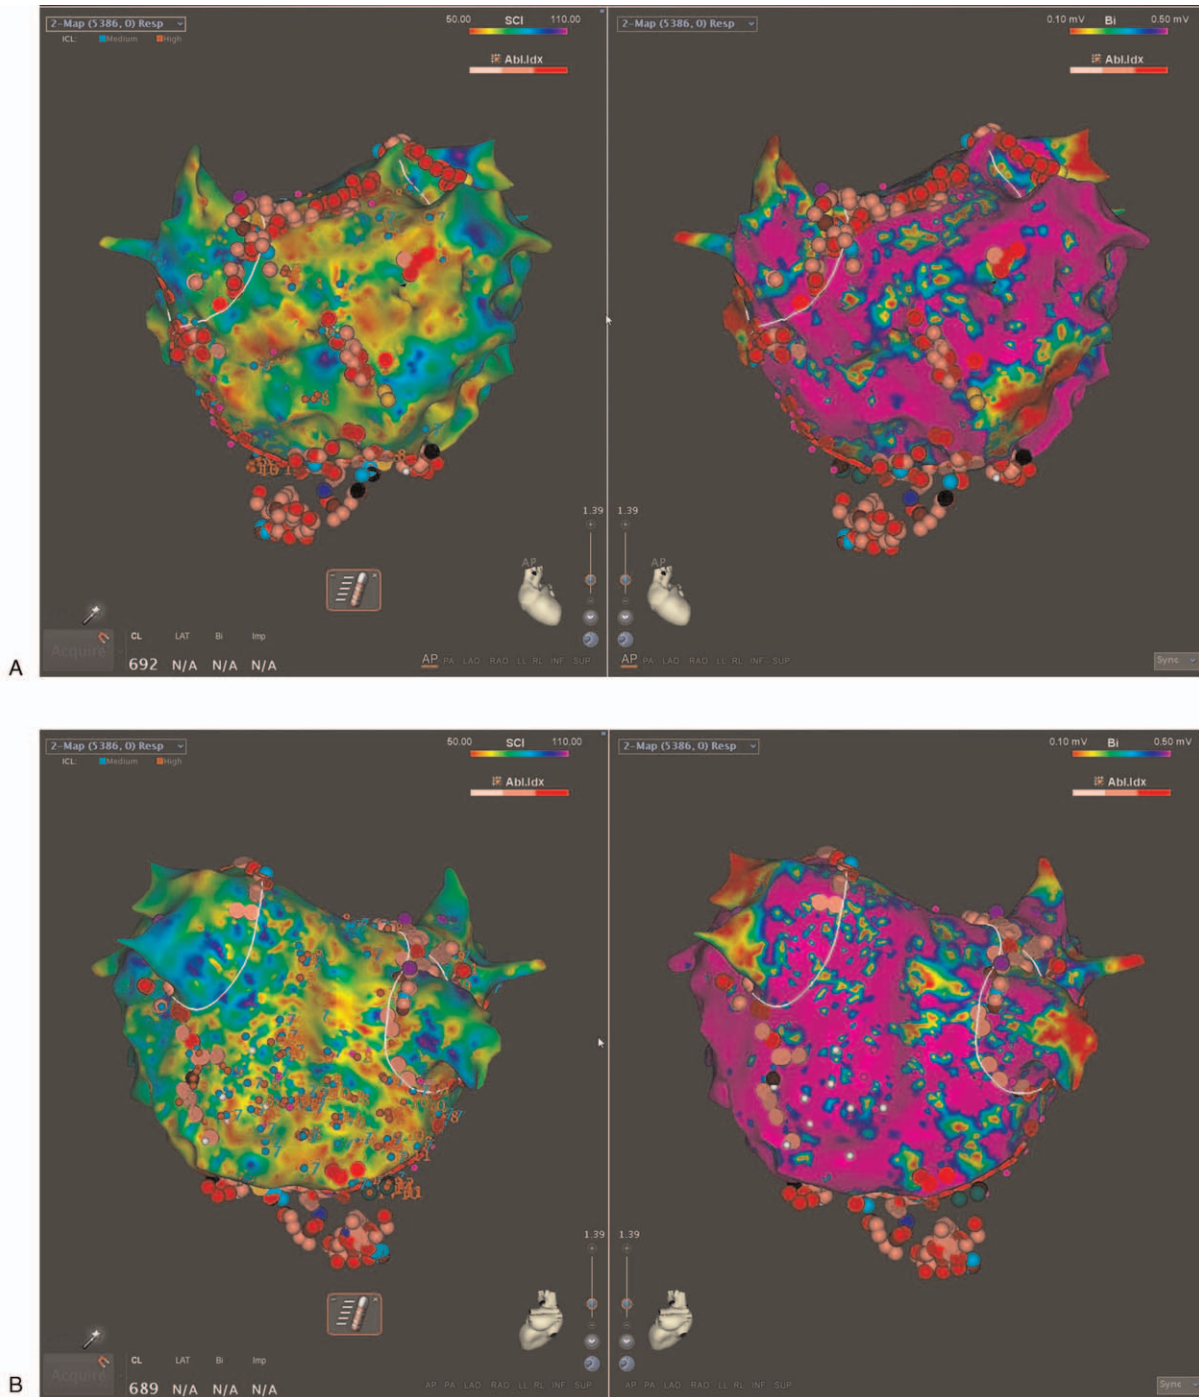 2-Map (5386, 0) Resp
ICL: Medium High
50.00 SCI 110.00
Abl.Idx
2-Map (5386, 0) Resp
0.10 mV Bi 0.50 mV
Abl.Idx
1.39
AP
AP
Acquire
CL LAT Bi Imp
692 N/A N/A N/A
AP PA LAO RAO LL RL INF SUP
AP PA LAO RAO LL RL INF SUP
Sync
A
2-Map (5386, 0) Resp
ICL: Medium High
50.00 SCI 110.00
Abl.Idx
2-Map (5386, 0) Resp
0.10 mV Bi 0.50 mV
Abl.Idx
1.39
Acquire
CL LAT Bi Imp
689 N/A N/A N/A
AP PA LAO RAO LL RL INF SUP
AP PA LAO RAO LL RL INF SUP
Sync
B